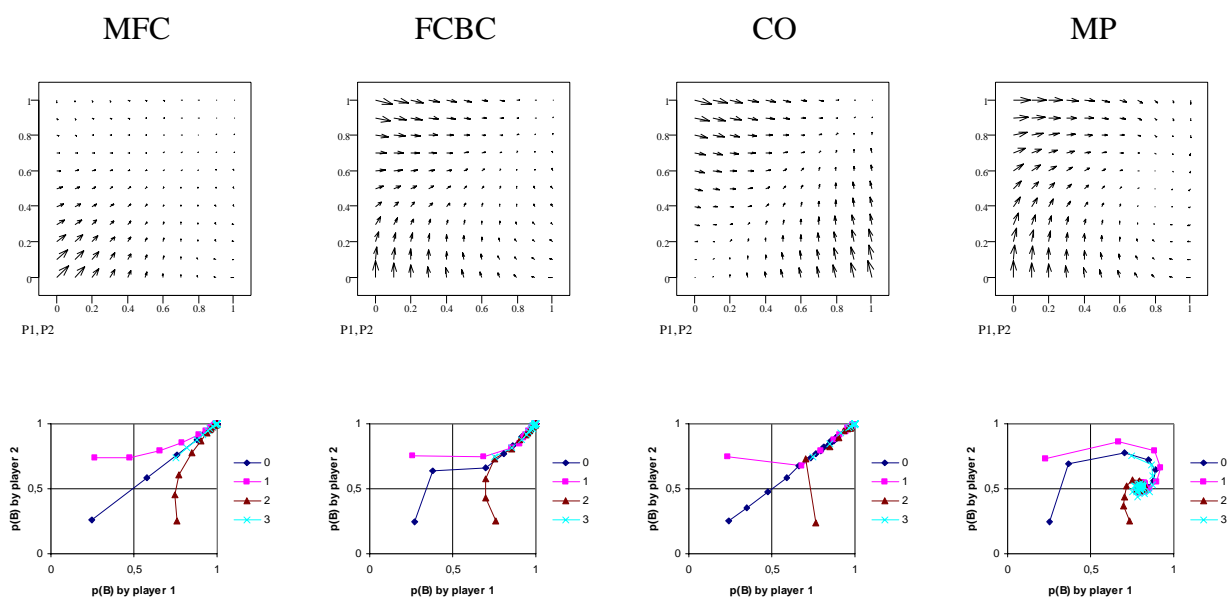 MFC FCBC CO MP
1 1 1 1
0.8 0.8 0.8 0.8
0.6 0.6 0.6 0.6
0.4 0.4 0.4 0.4
0.2 0.2 0.2 0.2
0 0 0 0
0 0.2 0.4 0.6 0.8 1 0 0.2 0.4 0.6 0.8 1 0 0.2 0.4 0.6 0.8 1 0 0.2 0.4 0.6 0.8 1
P1, P2 P1, P2 P1, P2 P1, P2
p(B) by player 2
1
0,5
0
0 0,5 1
p(B) by player 1
0
1
2
3
p(B) by player 2
1
0,5
0
0 0,5 1
p(B) by player 1
0
1
2
3
p(B) by player 2
1
0,5
0
0 0,5 1
p(B) by player 1
0
1
2
3
p(B) by player 2
1
0,5
0
0 0,5 1
p(B) by player 1
0
1
2
3